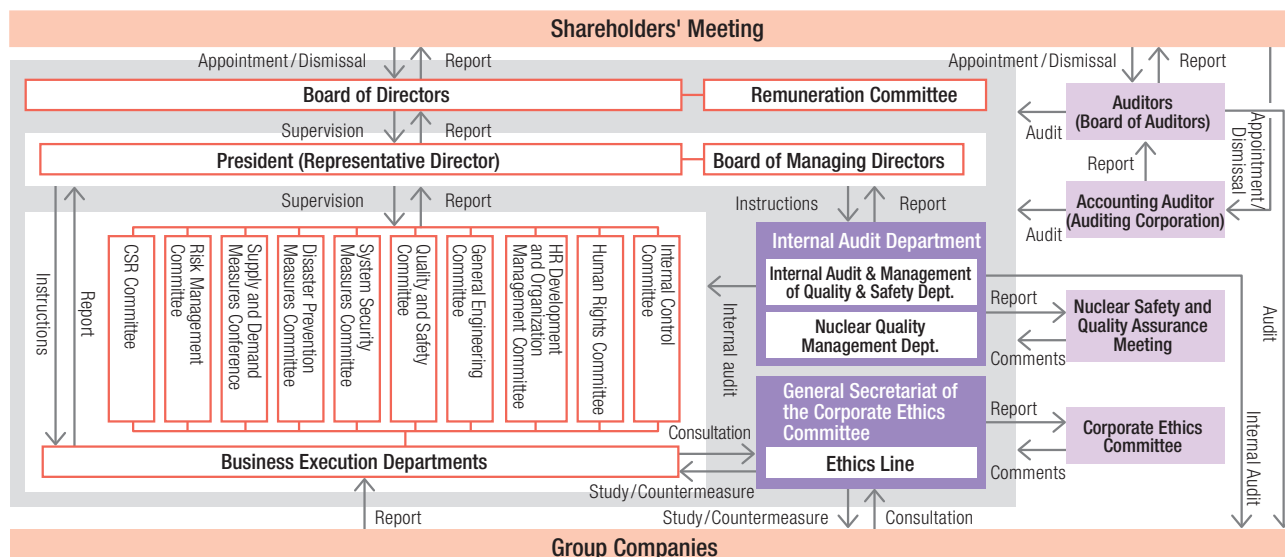 Shareholders' Meeting
Appointment/Dismissal
Report
Appointment/Dismissal
Report
Board of Directors
Remuneration Committee
Auditors
(Board of Auditors)
Audit
Supervision
Report
Appointment/
Dismissal
President (Representative Director)
Board of Managing Directors
Report
Accounting Auditor
(Auditing Corporation)
Audit
Supervision
Report
Instructions
Report
Instructions
Report
CSR Committee
Risk Management
Committee
Supply and Demand
Measures Conference
Disaster Prevention
Measures Committee
System Security
Measures Committee
Quality and Safety
Committee
General Engineering
Committee
HR Development
and Organization
Management Committee
Human Rights Committee
Internal Control
Committee
Internal audit
Internal Audit Department
Internal Audit & Management
of Quality & Safety Dept.
Nuclear Quality
Management Dept.
Report
Comments
Nuclear Safety and
Quality Assurance
Meeting
Audit
Internal Audit
General Secretariat of
the Corporate Ethics
Committee
Ethics Line
Report
Comments
Corporate Ethics
Committee
Consultation
Business Execution Departments
Study/Countermeasure
Report
Study/Countermeasure
Consultation
Group Companies